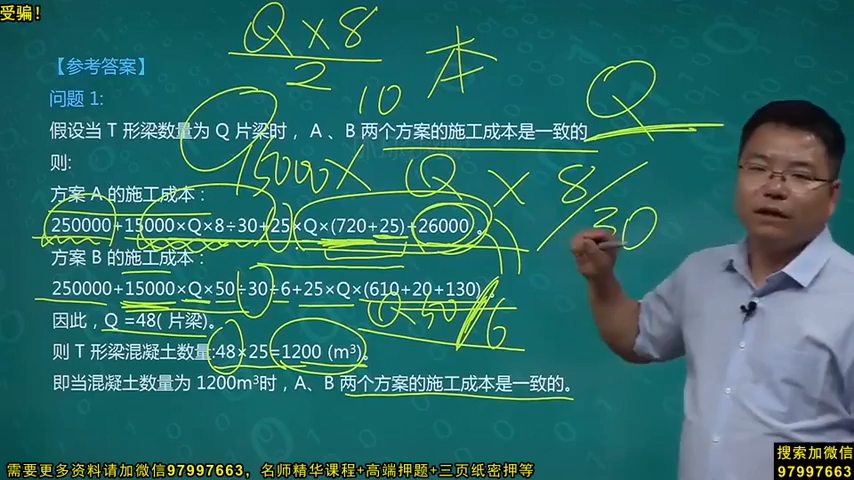 受骗！
Q×8
2
10 本
Q
【参考答案】
问题 1:
假设当 T 形梁数量为 Q 片梁时，A、B 两个方案的施工成本是一致的
则:
15000× Q × 8/30
方案 A 的施工成本：
250000+15000×Q×8÷30+25×Q×(720+25)+26000。
方案 B 的施工成本：
250000+15000×Q×50÷30÷6+25×Q×(610+20+130)。
Q×50/6
因此，Q =48( 片梁)。
则 T 形梁混凝土数量:48×25=1200 (m³)。
即当混凝土数量为 1200m³时，A、B 两个方案的施工成本是一致的。
搜索加微信
97997663
需要更多资料请加微信97997663，名师精华课程+高端押题+三页纸密押等